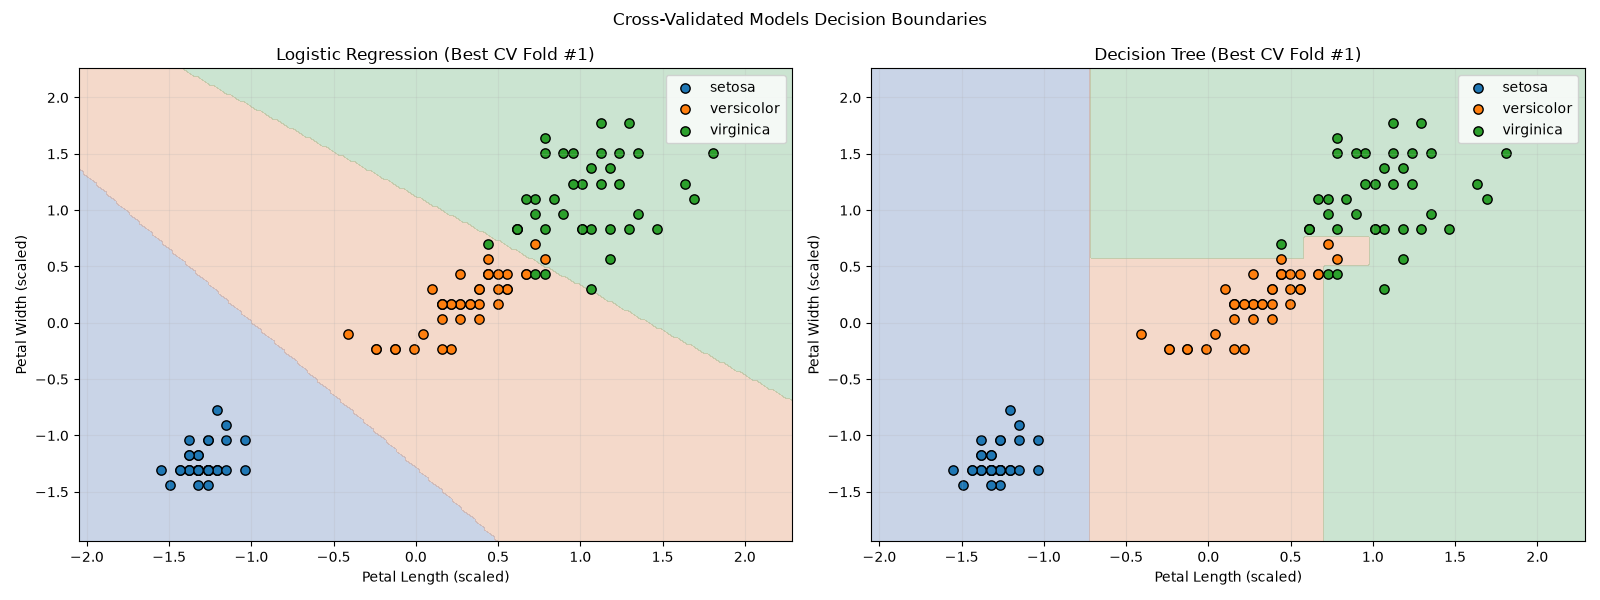 Cross-Validated Models Decision Boundaries
Logistic Regression (Best CV Fold #1)
setosa
versicolor
virginica
2.0
1.5
1.0
0.5
0.0
−0.5
−1.0
−1.5
Petal Width (scaled)
−2.0 −1.5 −1.0 −0.5 0.0 0.5 1.0 1.5 2.0
Petal Length (scaled)
Decision Tree (Best CV Fold #1)
setosa
versicolor
virginica
2.0
1.5
1.0
0.5
0.0
−0.5
−1.0
−1.5
Petal Width (scaled)
−2.0 −1.5 −1.0 −0.5 0.0 0.5 1.0 1.5 2.0
Petal Length (scaled)